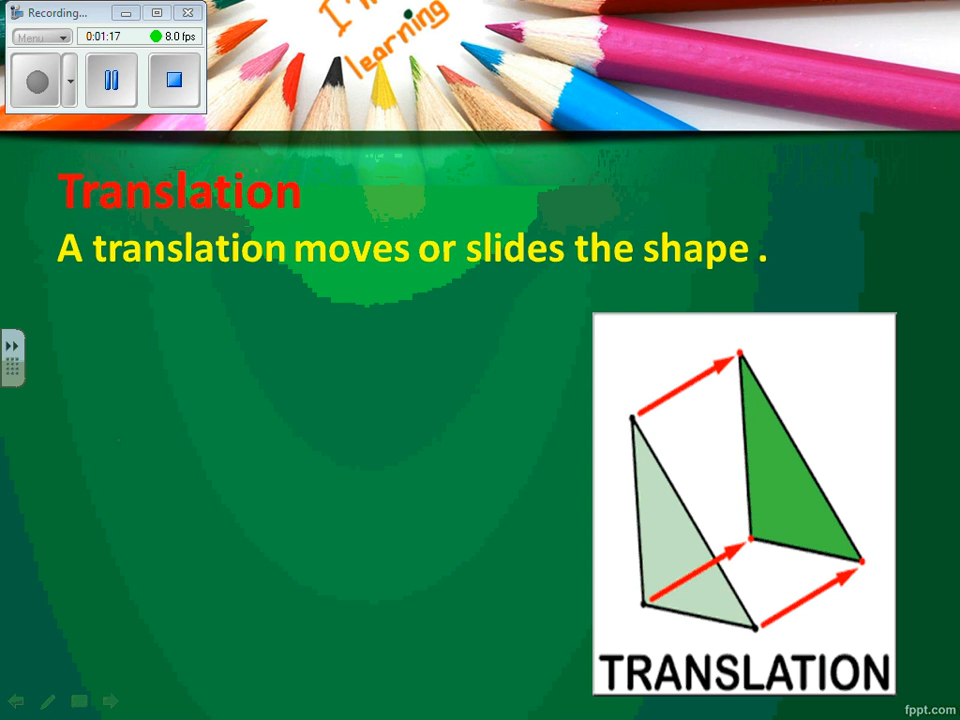 Recording...
Menu
0:01:17
8.0 fps
I'm
learning
Translation
A translation moves or slides the shape .
TRANSLATION
fppt.com